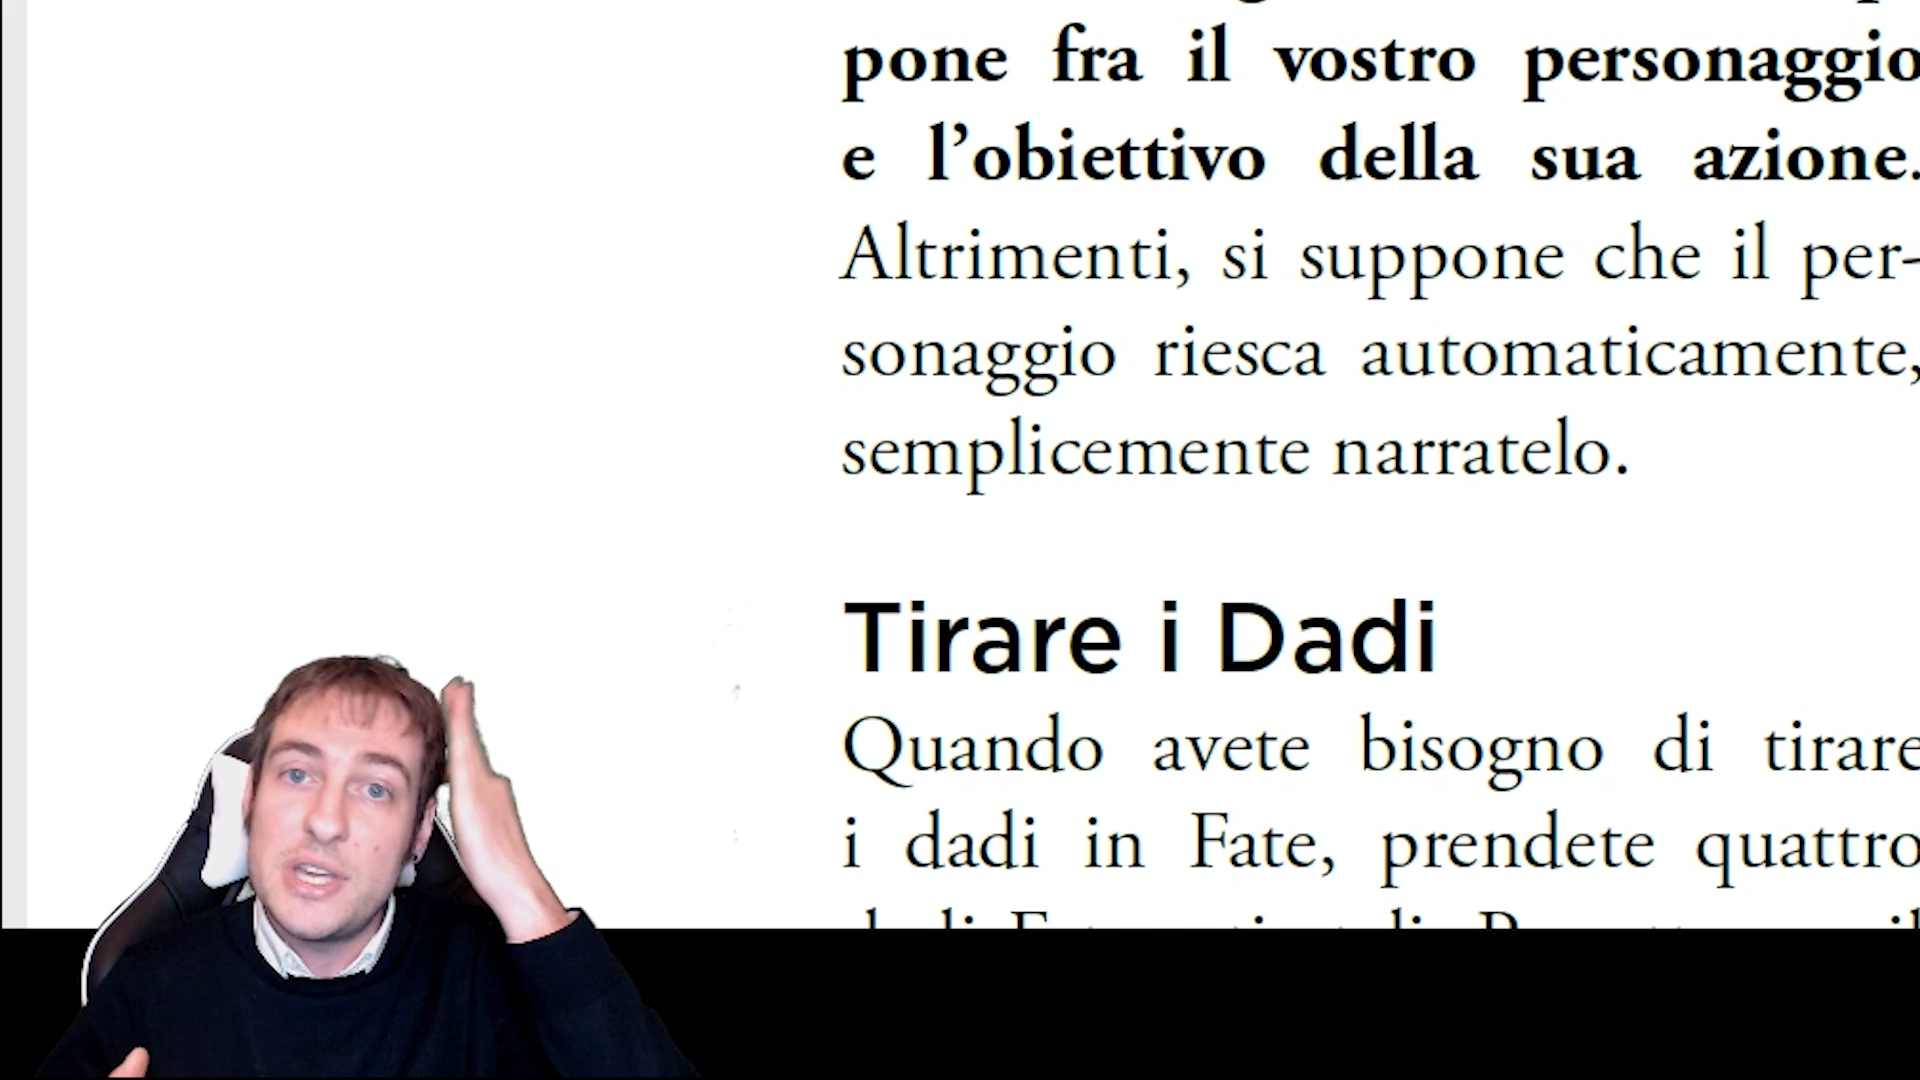 pone fra il vostro personaggio
e l’obiettivo della sua azione.
Altrimenti, si suppone che il per-
sonaggio riesca automaticamente,
semplicemente narratelo.
Tirare i Dadi
Quando avete bisogno di tirare
i dadi in Fate, prendete quattro